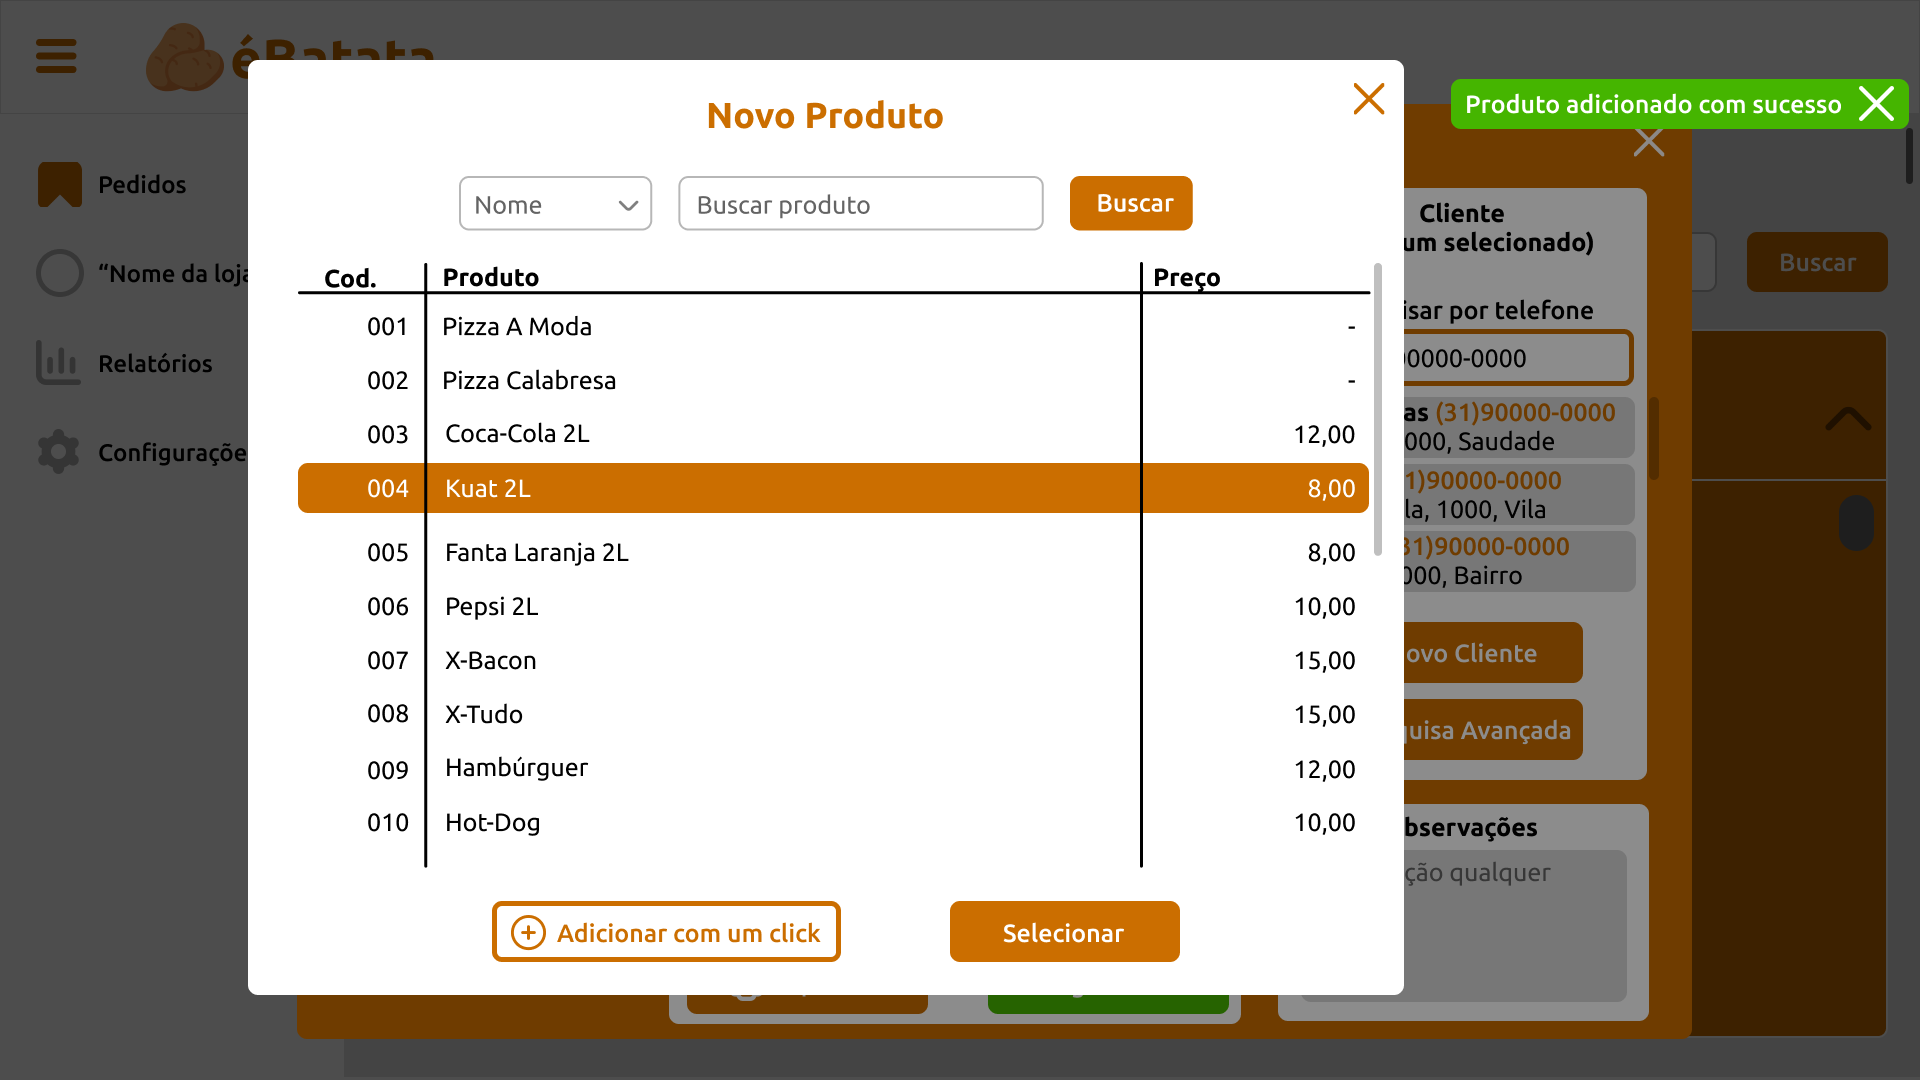 éBatata
Novo Produto
Produto adicionado com sucesso
Nome
Buscar produto
Buscar
Pedidos
“Nome da loja
Relatórios
Configuraçõe
Cod. Produto Preço
001 Pizza A Moda -
002 Pizza Calabresa -
003 Coca-Cola 2L 12,00
004 Kuat 2L 8,00
005 Fanta Laranja 2L 8,00
006 Pepsi 2L 10,00
007 X-Bacon 15,00
008 X-Tudo 15,00
009 Hambúrguer 12,00
010 Hot-Dog 10,00
Adicionar com um click
Selecionar
Cliente
um selecionado)
isar por telefone
0000-0000
as (31)90000-0000
000, Saudade
1)90000-0000
la, 1000, Vila
31)90000-0000
000, Bairro
ovo Cliente
quisa Avançada
bservações
ção qualquer
Buscar